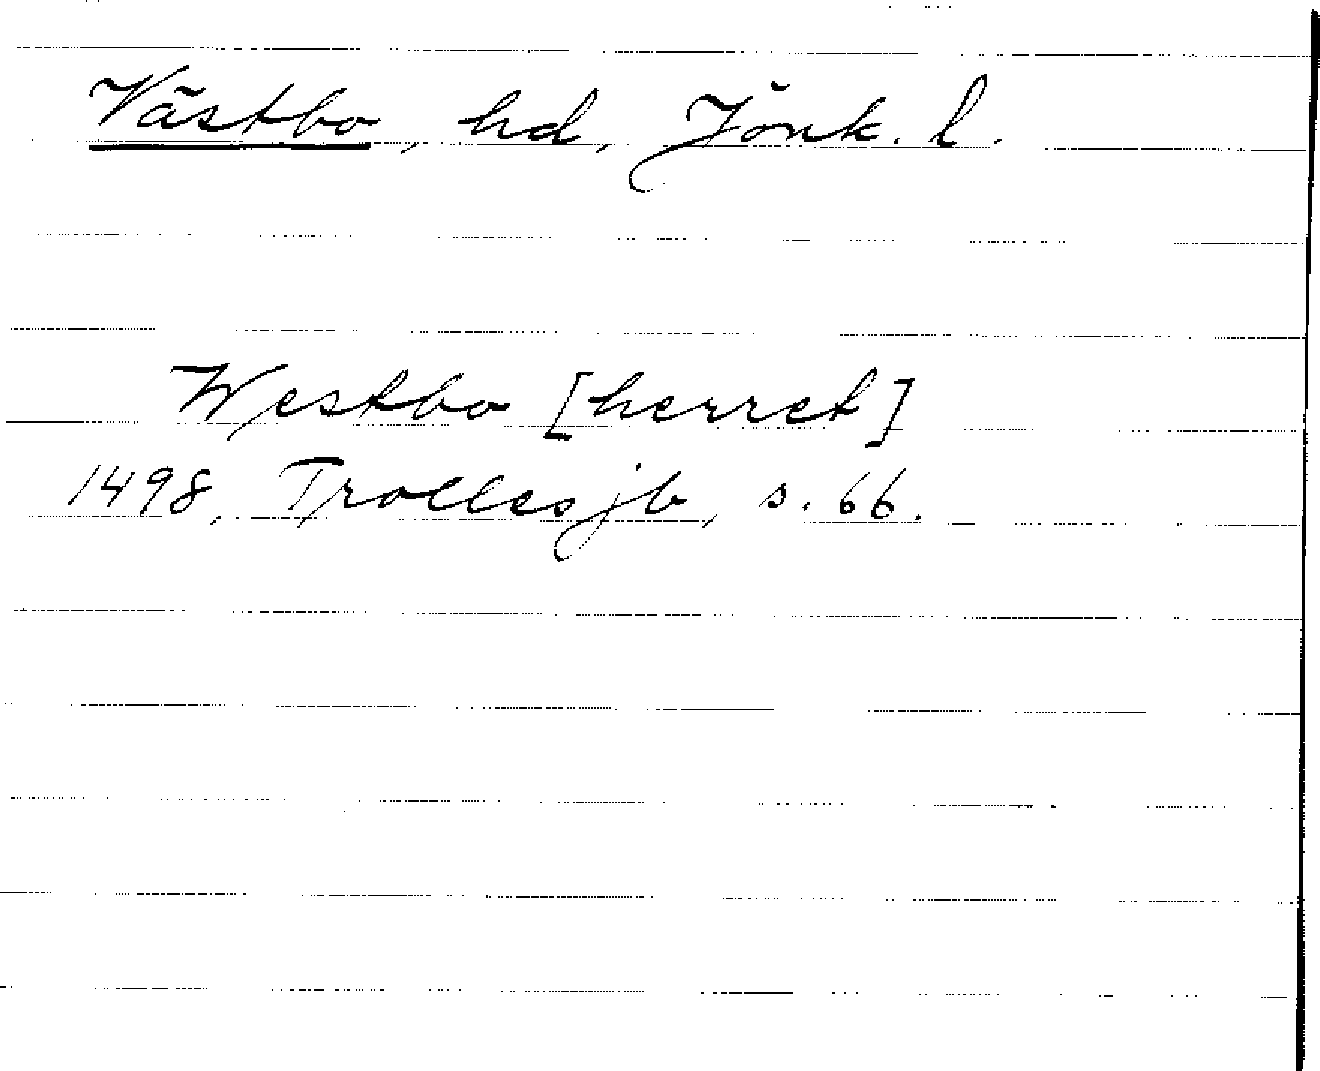 Västbo, hd, Jönk. l.
Westbo [herret]
1498, Trollesjb, s. 66.